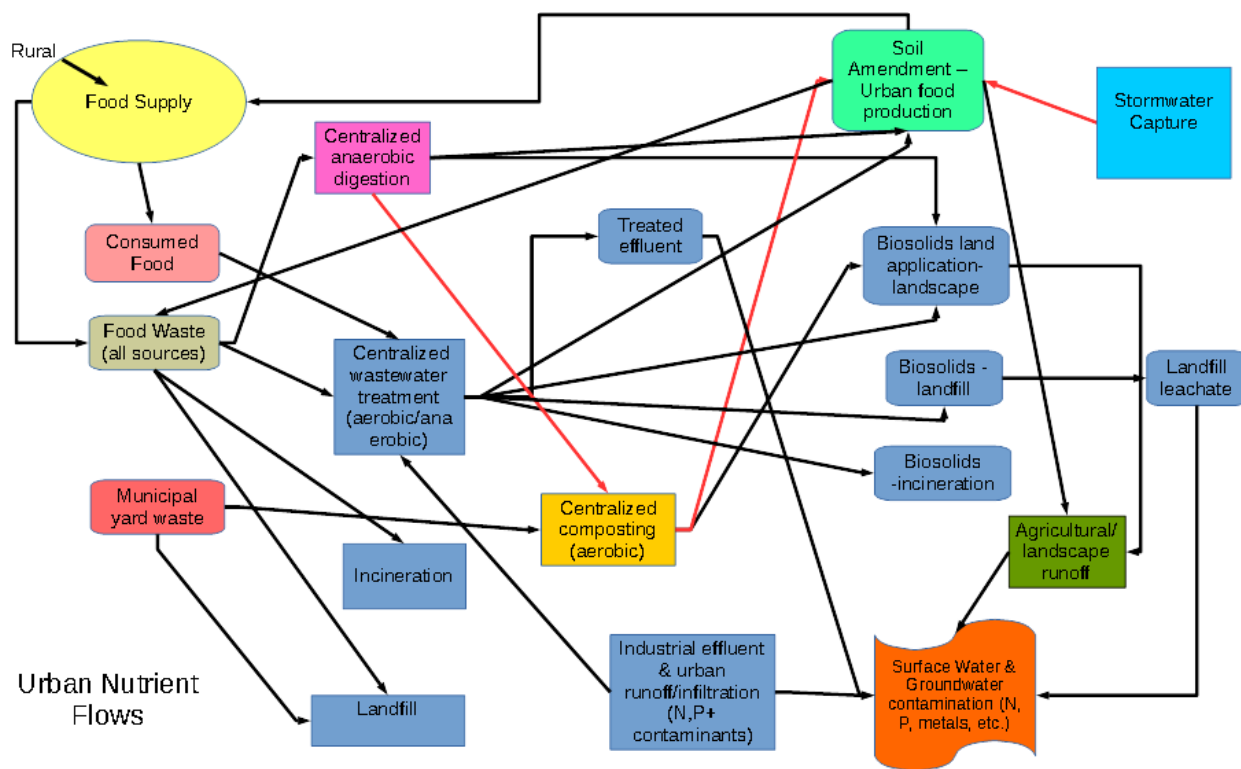 Rural
Food Supply
Soil
Amendment –
Urban food
production
Stormwater
Capture
Centralized
anaerobic
digestion
Consumed
Food
Treated
effluent
Biosolids land
application-
landscape
Food Waste
(all sources)
Centralized
wastewater
treatment
(aerobic/ana
erobic)
Biosolids -
landfill
Landfill
leachate
Biosolids
-incineration
Municipal
yard waste
Centralized
composting
(aerobic)
Agricultural/
landscape
runoff
Incineration
Industrial effluent
& urban
runoff/infiltration
(N,P+
contaminants)
Surface Water &
Groundwater
contamination (N,
P, metals, etc.)
Urban Nutrient
Flows
Landfill